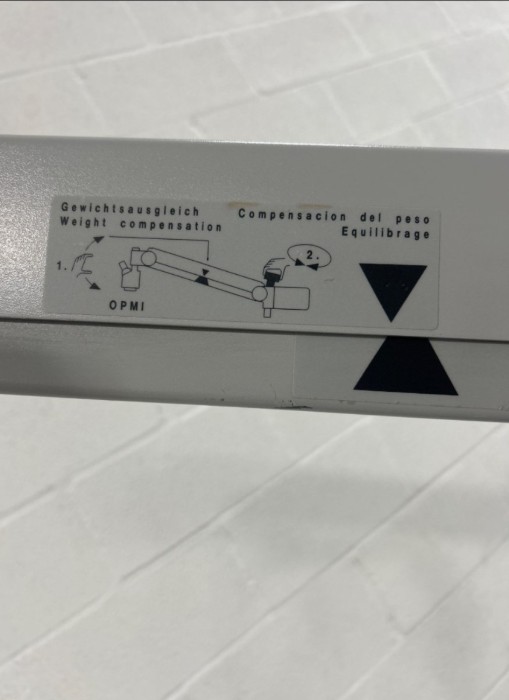 Gewichtsausgleich
Weight compensation
Compensacion del peso
Equilibrage
1.
2.
OPMI